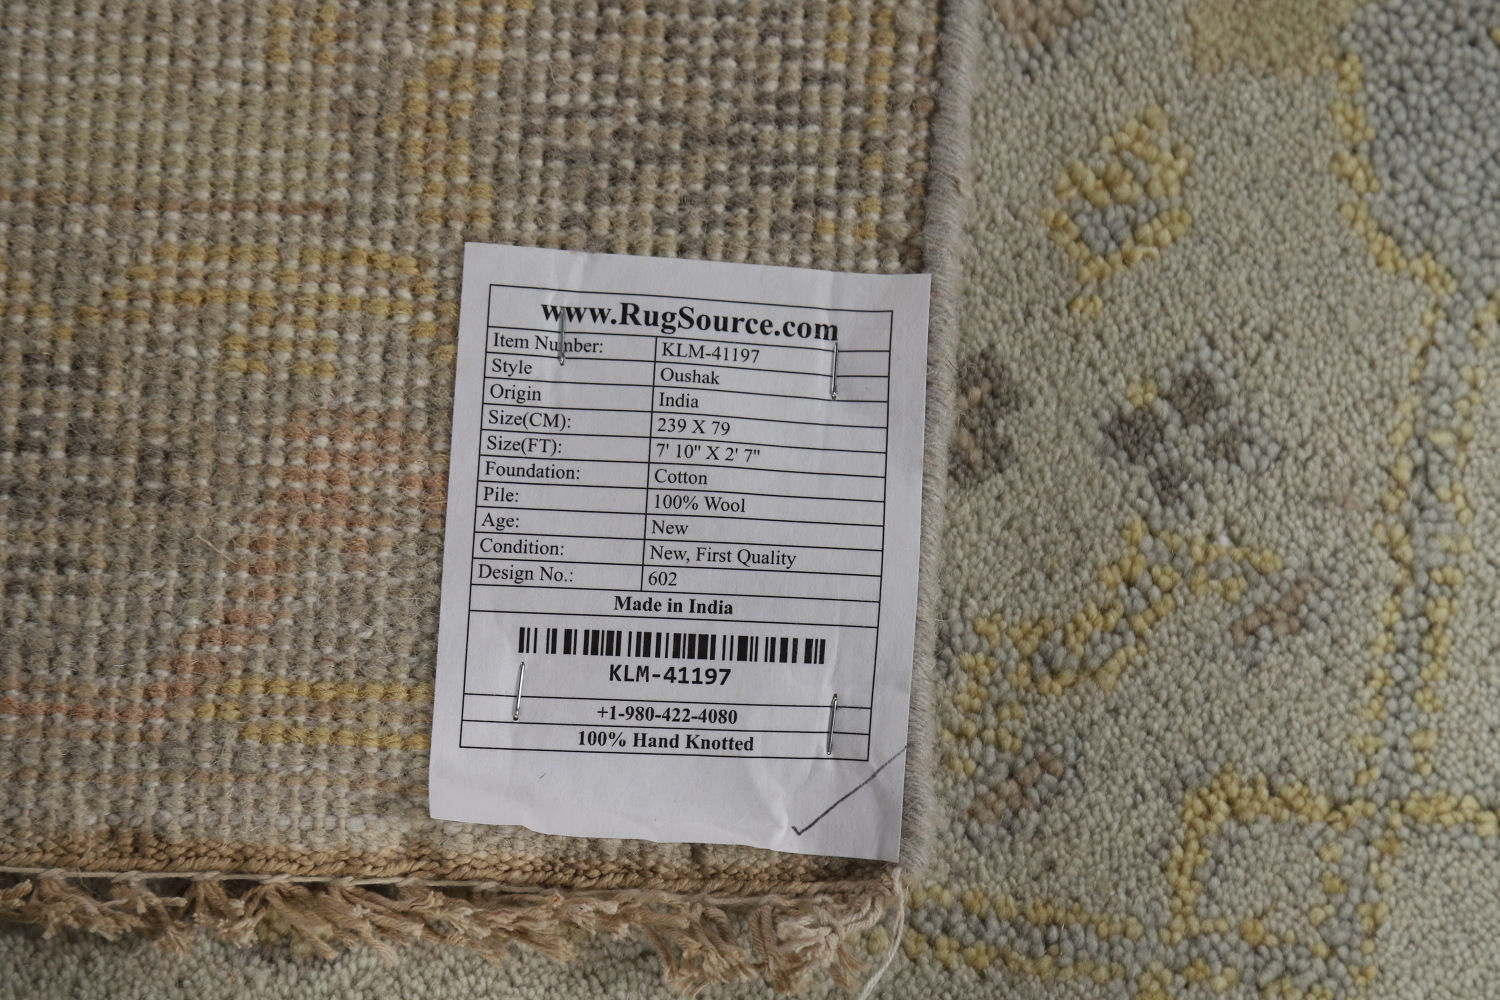 www.RugSource.com
Item Number: KLM-41197
Style Oushak
Origin India
Size(CM): 239 X 79
Size(FT): 7' 10" X 2' 7"
Foundation: Cotton
Pile: 100% Wool
Age: New
Condition: New, First Quality
Design No.: 602
Made in India
KLM-41197
+1-980-422-4080
100% Hand Knotted